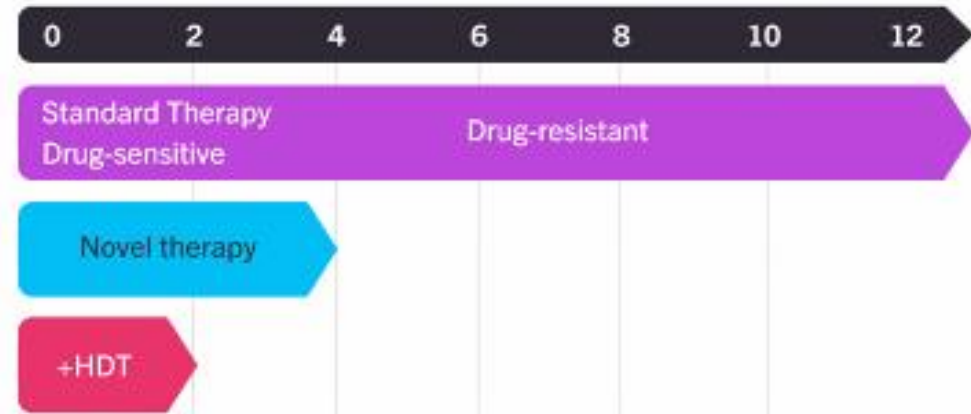 0 2 4 6 8 10 12
Standard Therapy
Drug-sensitive
Drug-resistant
Novel therapy
+HDT